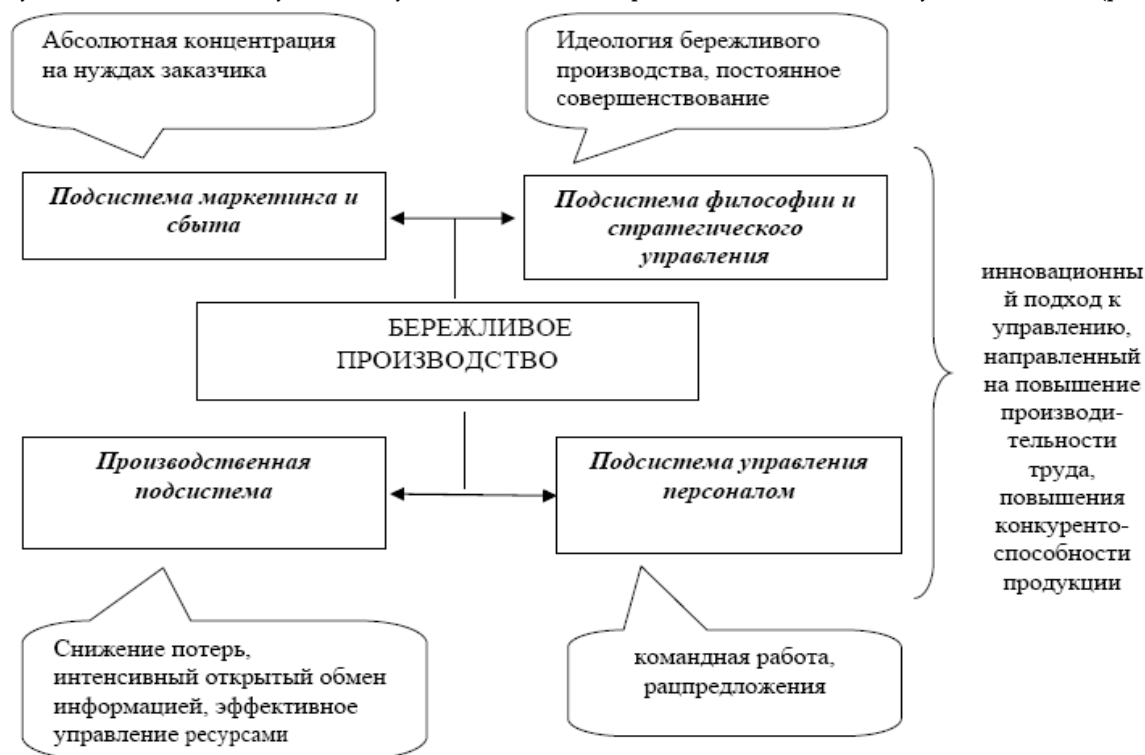 Абсолютная концентрация
на нуждах заказчика
Идеология бережливого
производства, постоянное
совершенствование
Подсистема маркетинга и
сбыта
Подсистема философии и
стратегического
управления
БЕРЕЖЛИВОЕ
ПРОИЗВОДСТВО
Производственная
подсистема
Подсистема управления
персоналом
Снижение потерь,
интенсивный открытый обмен
информацией, эффективное
управление ресурсами
командная работа,
рацпредложения
инновационны
й подход к
управлению,
направленный
на повышение
производи-
тельности
труда,
повышения
конкуренто-
способности
продукции